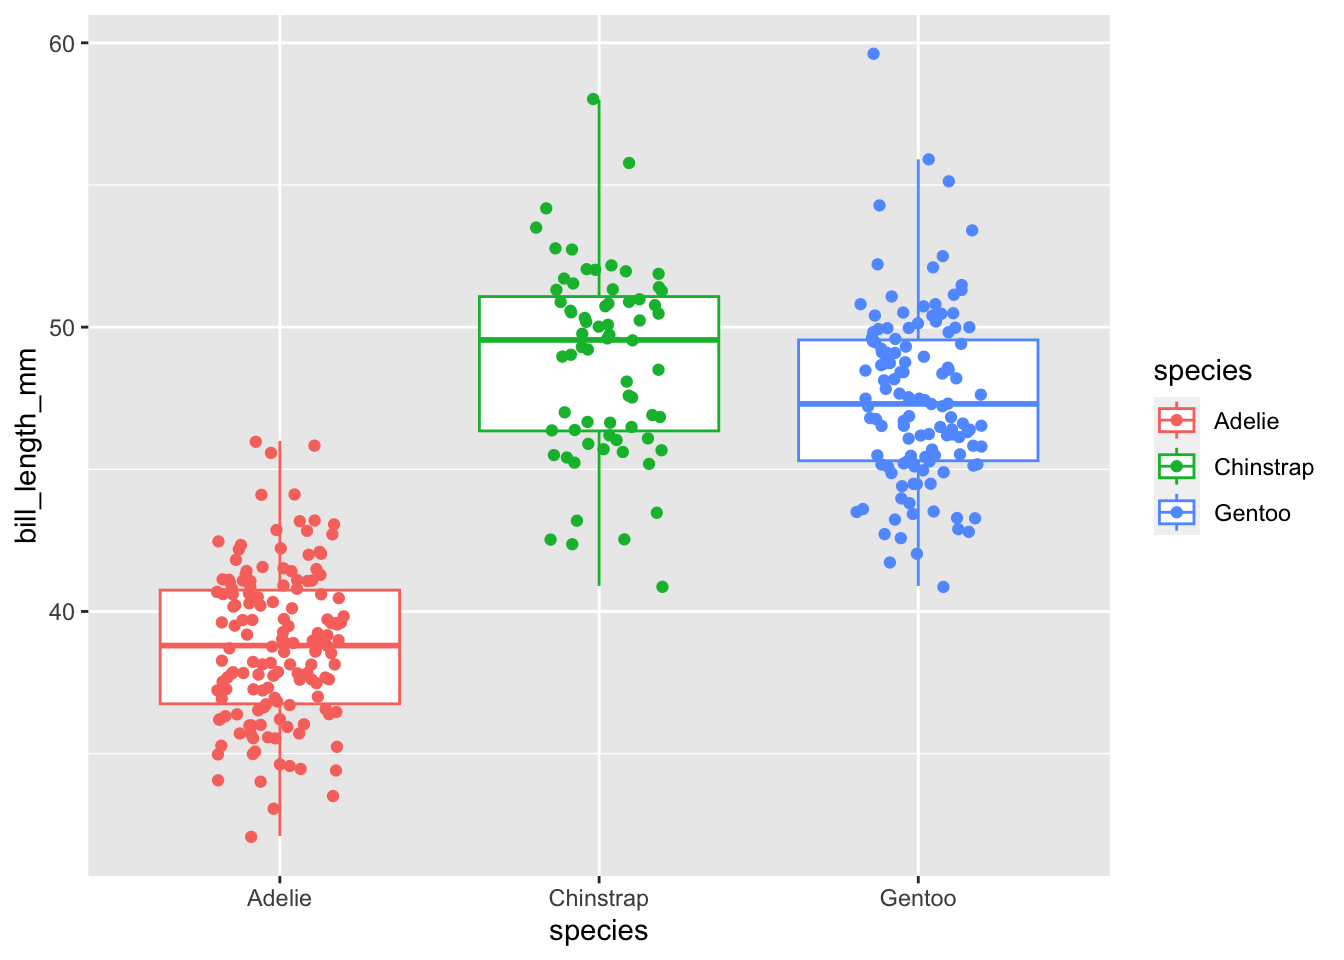 60
50
40
bill_length_mm
Adelie
Chinstrap
Gentoo
species
species
Adelie
Chinstrap
Gentoo